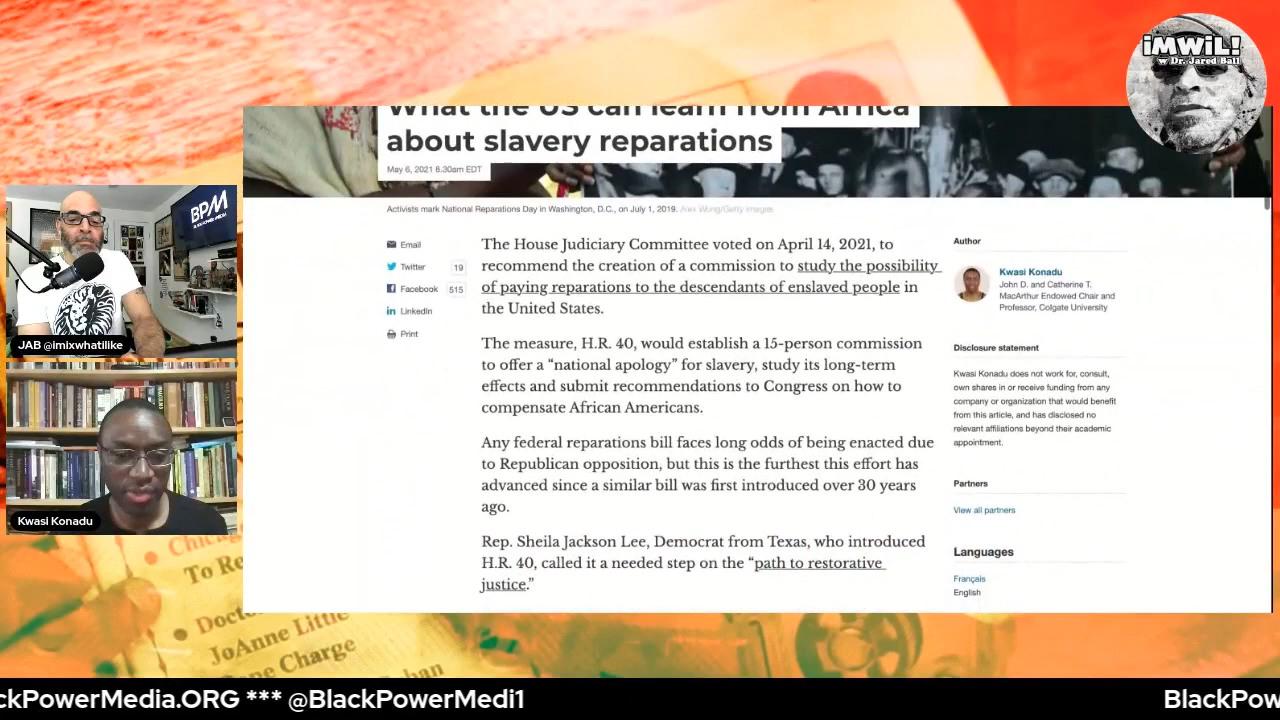 iMWiL!
w Dr. Jared Ball
What the US can learn from Africa
about slavery reparations
May 6, 2021 8.30am EDT
Activists mark National Reparations Day in Washington, D.C., on July 1, 2019. Alex Wong/Getty Images
Email
Twitter 19
Facebook 515
LinkedIn
Print
The House Judiciary Committee voted on April 14, 2021, to
recommend the creation of a commission to study the possibility
of paying reparations to the descendants of enslaved people in
the United States.
The measure, H.R. 40, would establish a 15-person commission
to offer a “national apology” for slavery, study its long-term
effects and submit recommendations to Congress on how to
compensate African Americans.
Any federal reparations bill faces long odds of being enacted due
to Republican opposition, but this is the furthest this effort has
advanced since a similar bill was first introduced over 30 years
ago.
Rep. Sheila Jackson Lee, Democrat from Texas, who introduced
H.R. 40, called it a needed step on the “path to restorative
justice.”
Author
Kwasi Konadu
John D. and Catherine T.
MacArthur Endowed Chair and
Professor, Colgate University
Disclosure statement
Kwasi Konadu does not work for, consult,
own shares in or receive funding from any
company or organization that would benefit
from this article, and has disclosed no
relevant affiliations beyond their academic
appointment.
Partners
View all partners
Languages
Français
English
BPM
JAB @imixwhatilike
Kwasi Konadu
To Re
JoAnne Little
Charge
ckPowerMedia.ORG *** @BlackPowerMedi1
BlackPow